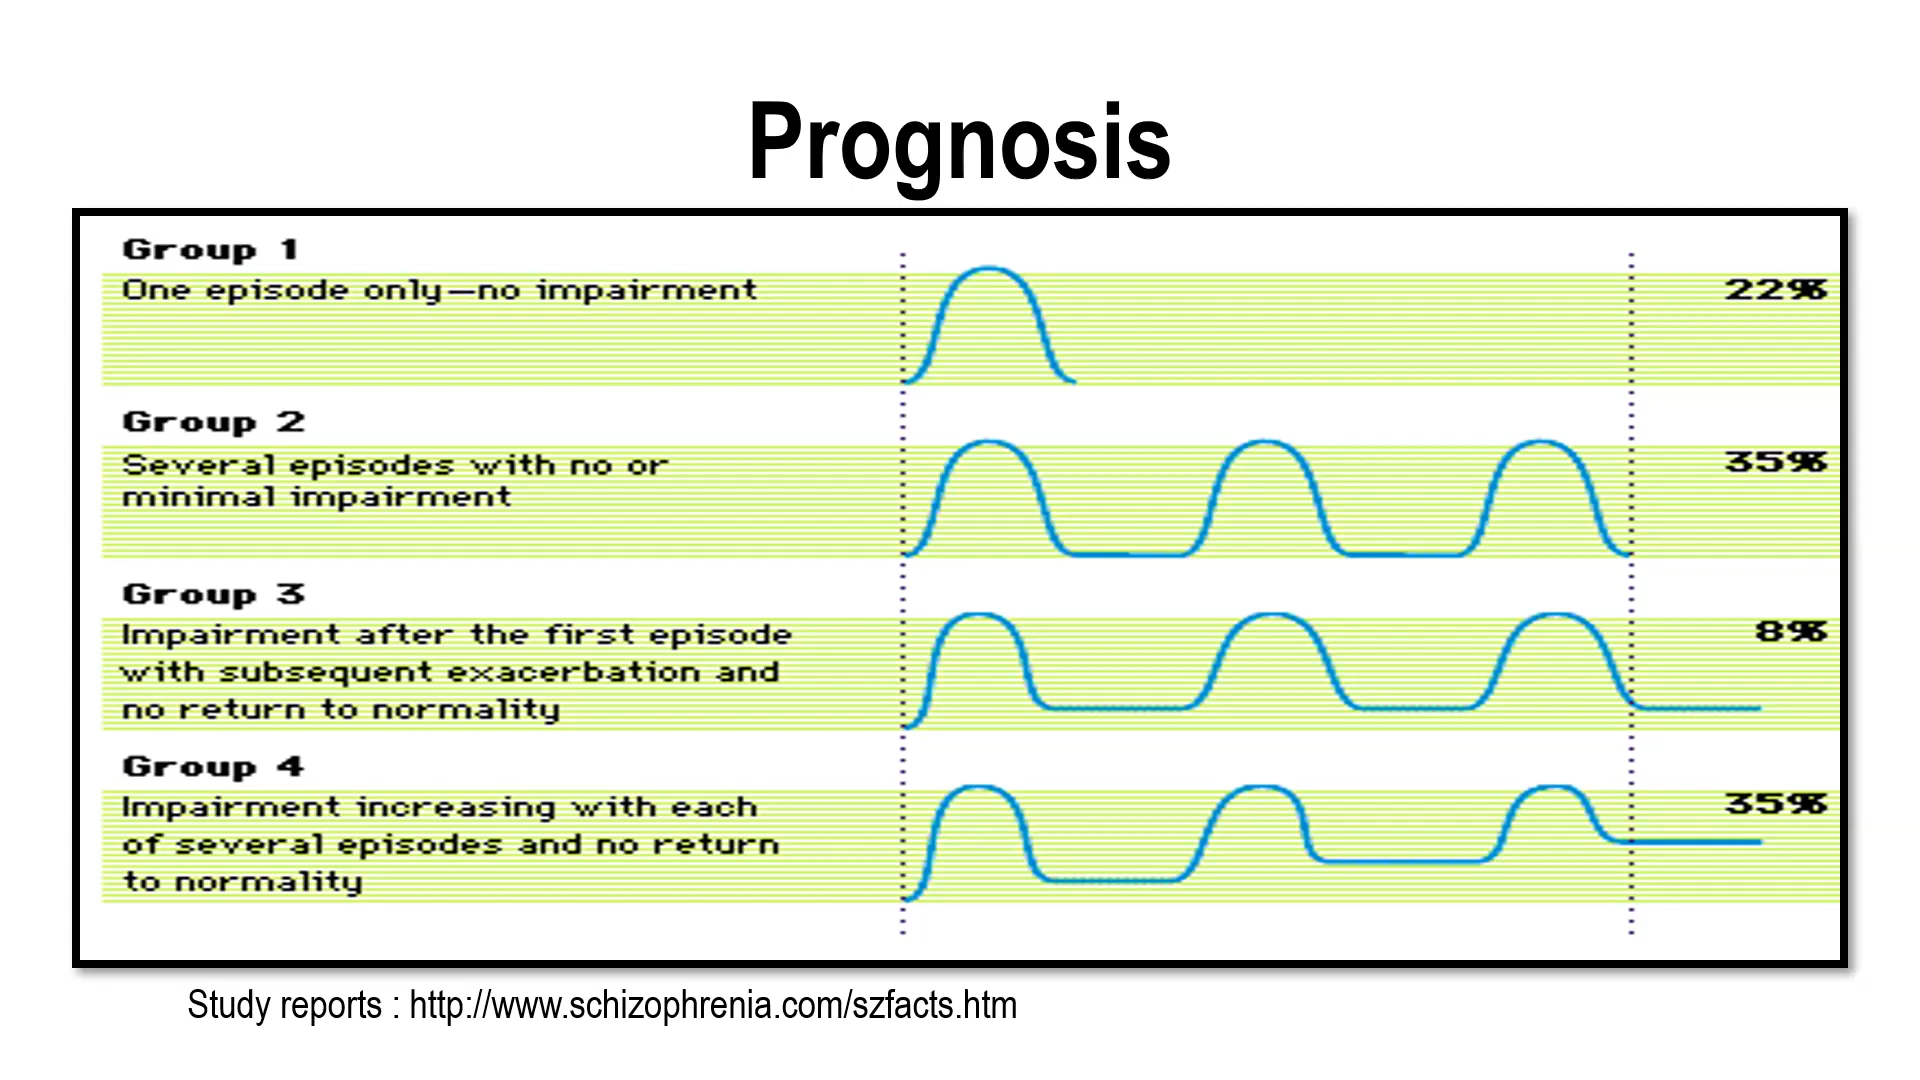 Prognosis
Group 1
One episode only—no impairment
22%
Group 2
Several episodes with no or
minimal impairment
35%
Group 3
Impairment after the first episode
with subsequent exacerbation and
no return to normality
8%
Group 4
Impairment increasing with each
of several episodes and no return
to normality
35%
Study reports : http://www.schizophrenia.com/szfacts.htm